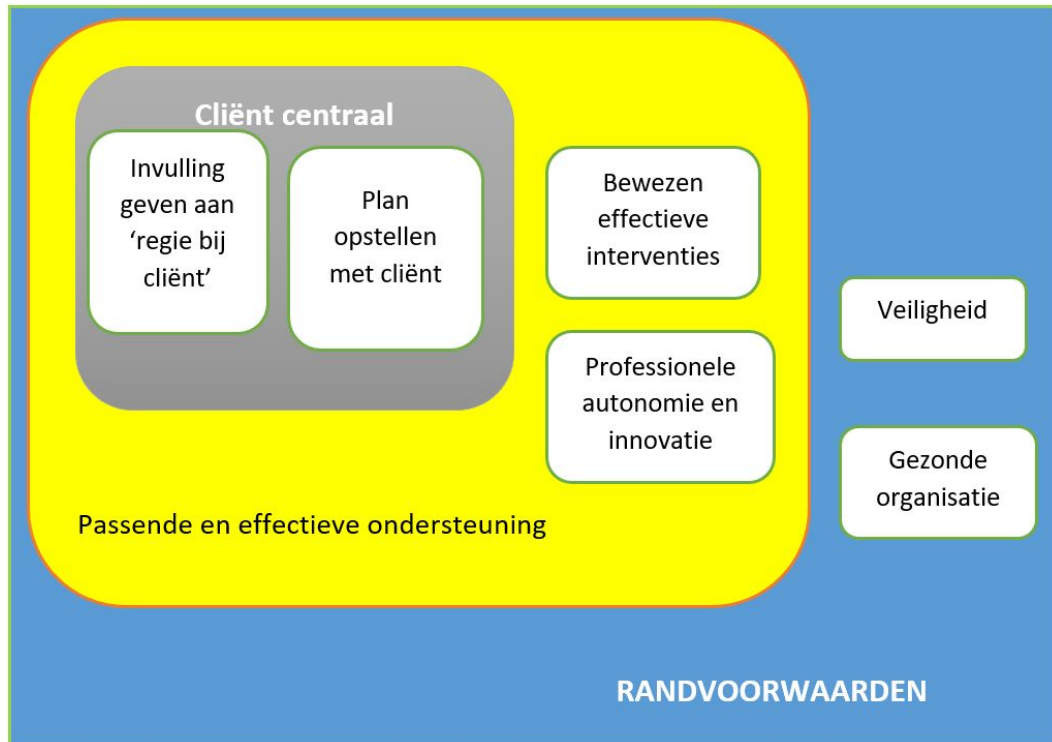 Cliënt centraal
Invulling
geven aan
‘regie bij
cliënt’
Plan
opstellen
met cliënt
Bewezen
effectieve
interventies
Professionele
autonomie en
innovatie
Passende en effectieve ondersteuning
Veiligheid
Gezonde
organisatie
RANDVOORWAARDEN